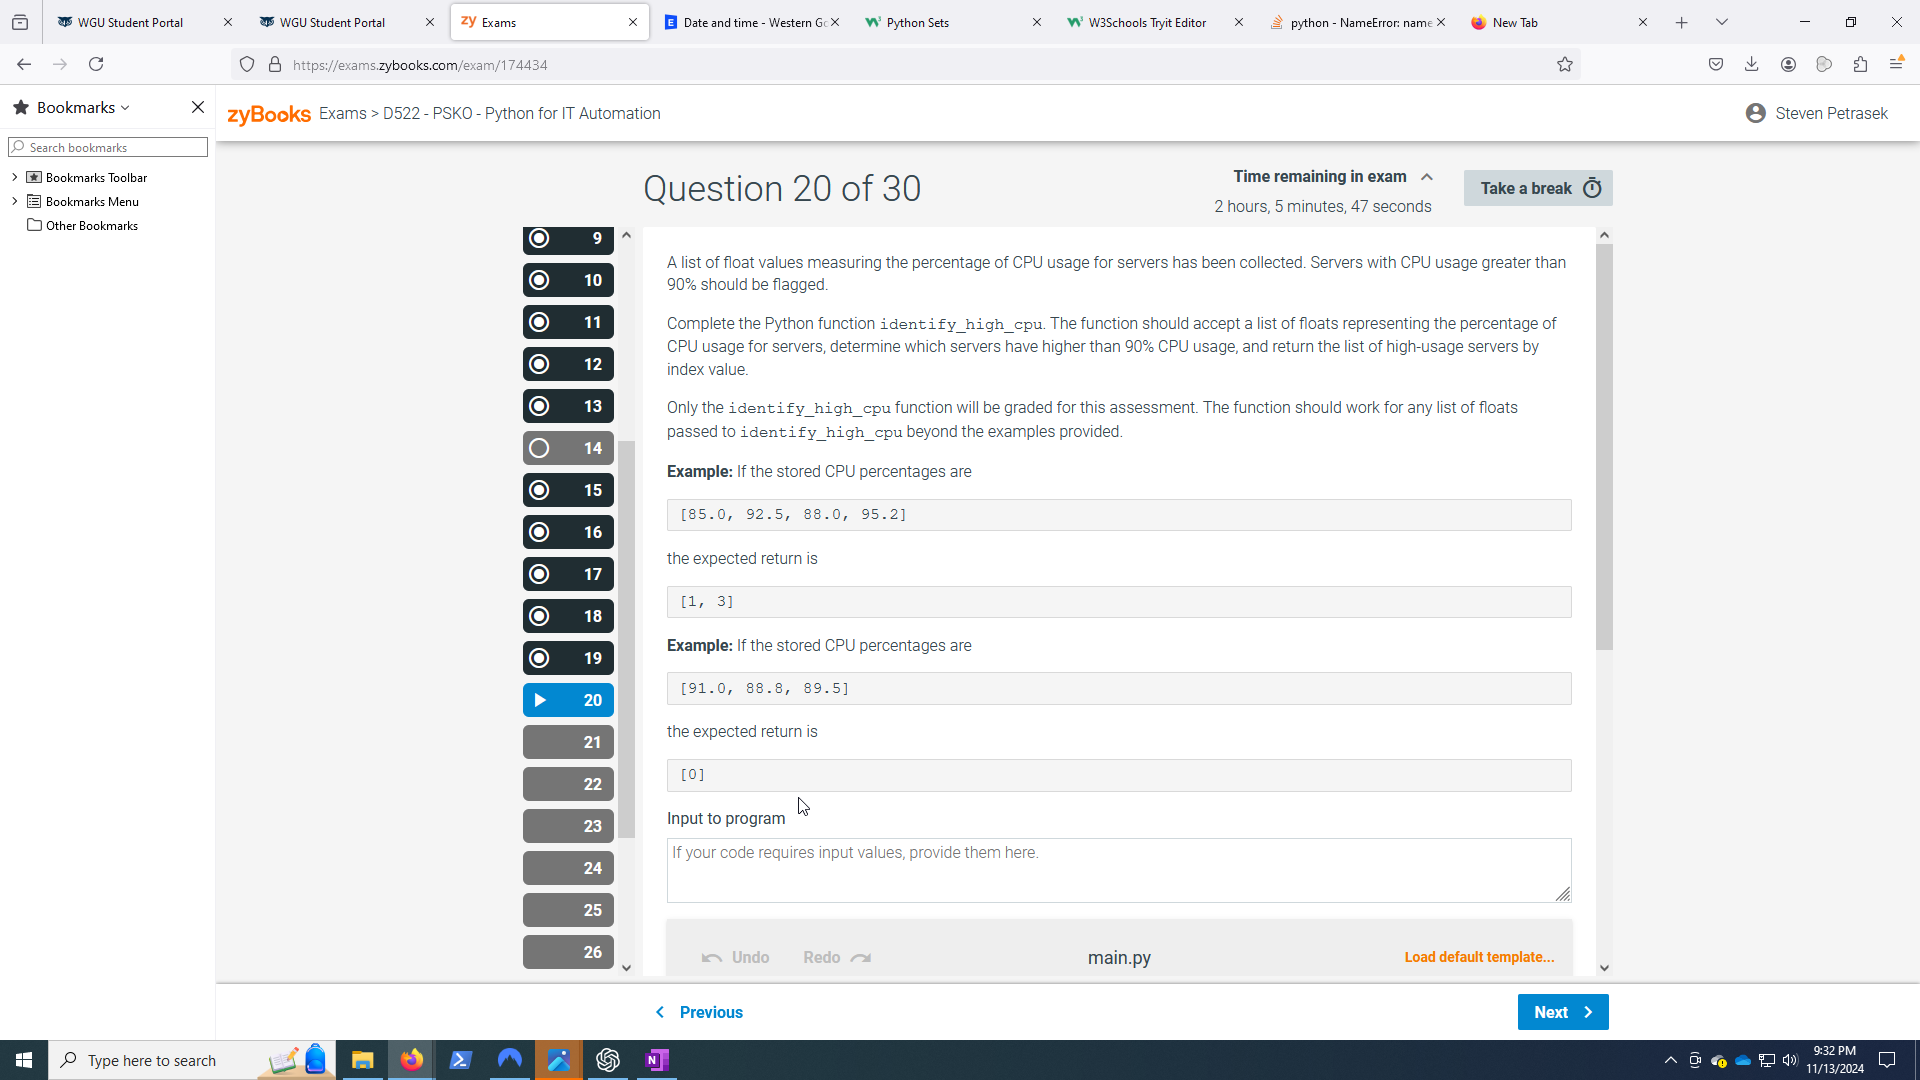 WGU Student Portal
WGU Student Portal
zy Exams
Date and time - Western Go
Python Sets
W3Schools Tryit Editor
python - NameError: name
New Tab
https://exams.zybooks.com/exam/174434
Bookmarks
Search bookmarks
Bookmarks Toolbar
Bookmarks Menu
Other Bookmarks
zyBooks Exams > D522 - PSKO - Python for IT Automation
Steven Petrasek
Question 20 of 30
Time remaining in exam
2 hours, 5 minutes, 47 seconds
Take a break
9
10
11
12
13
14
15
16
17
18
19
20
21
22
23
24
25
26
A list of float values measuring the percentage of CPU usage for servers has been collected. Servers with CPU usage greater than
90% should be flagged.
Complete the Python function identify_high_cpu. The function should accept a list of floats representing the percentage of
CPU usage for servers, determine which servers have higher than 90% CPU usage, and return the list of high-usage servers by
index value.
Only the identify_high_cpu function will be graded for this assessment. The function should work for any list of floats
passed to identify_high_cpu beyond the examples provided.
Example: If the stored CPU percentages are
[85.0, 92.5, 88.0, 95.2]
the expected return is
[1, 3]
Example: If the stored CPU percentages are
[91.0, 88.8, 89.5]
the expected return is
[0]
Input to program
If your code requires input values, provide them here.
Undo
Redo
main.py
Load default template...
Previous
Next
Type here to search
9:32 PM
11/13/2024